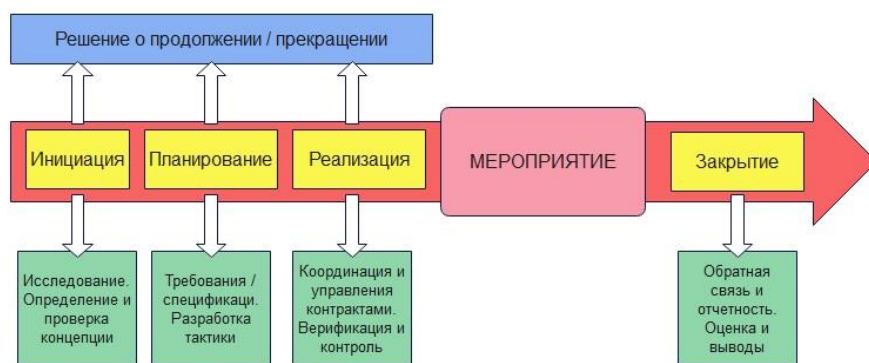 Решение о продолжении / прекращении
Инициация
Планирование
Реализация
МЕРОПРИЯТИЕ
Закрытие
Исследование.
Определение и
проверка
концепции
Требования /
спецификаци.
Разработка
тактики
Координация и
управления
контрактами.
Верификация и
контроль
Обратная
связь и
отчетность.
Оценка и
выводы